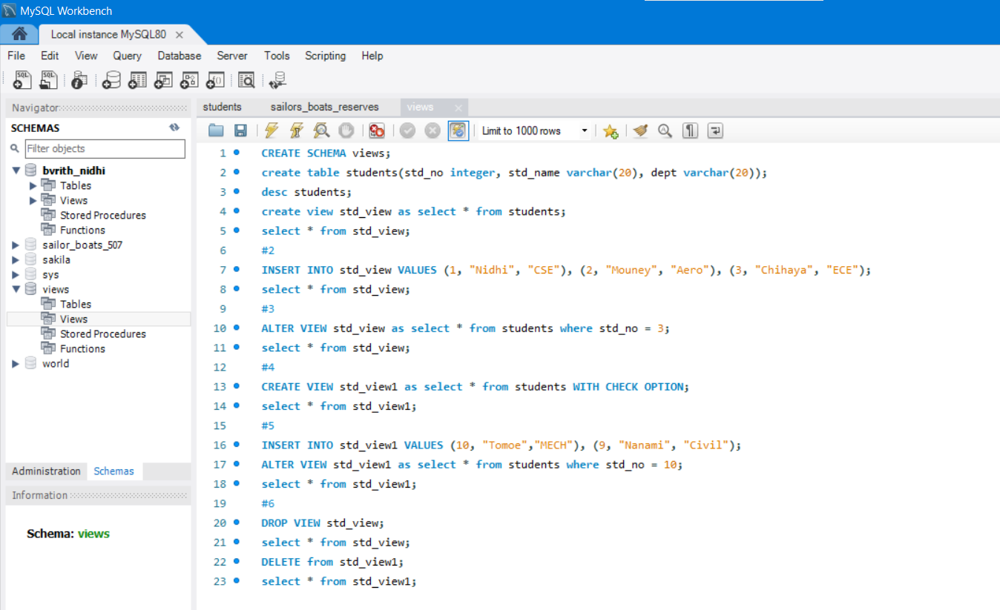 MySQL Workbench
Local instance MySQL80
File Edit View Query Database Server Tools Scripting Help
Navigator
SCHEMAS
Filter objects
bvrith_nidhi
Tables
Views
Stored Procedures
Functions
sailor_boats_507
sakila
sys
views
Tables
Views
Stored Procedures
Functions
world
Administration Schemas
Information
Schema: views
students sailors_boats_reserves views
Limit to 1000 rows
1 CREATE SCHEMA views;
2 create table students(std_no integer, std_name varchar(20), dept varchar(20));
3 desc students;
4 create view std_view as select * from students;
5 select * from std_view;
6 #2
7 INSERT INTO std_view VALUES (1, "Nidhi", "CSE"), (2, "Mouney", "Aero"), (3, "Chihaya", "ECE");
8 select * from std_view;
9 #3
10 ALTER VIEW std_view as select * from students where std_no = 3;
11 select * from std_view;
12 #4
13 CREATE VIEW std_view1 as select * from students WITH CHECK OPTION;
14 select * from std_view1;
15 #5
16 INSERT INTO std_view1 VALUES (10, "Tomoe","MECH"), (9, "Nanami", "Civil");
17 ALTER VIEW std_view1 as select * from students where std_no = 10;
18 select * from std_view1;
19 #6
20 DROP VIEW std_view;
21 select * from std_view;
22 DELETE from std_view1;
23 select * from std_view1;